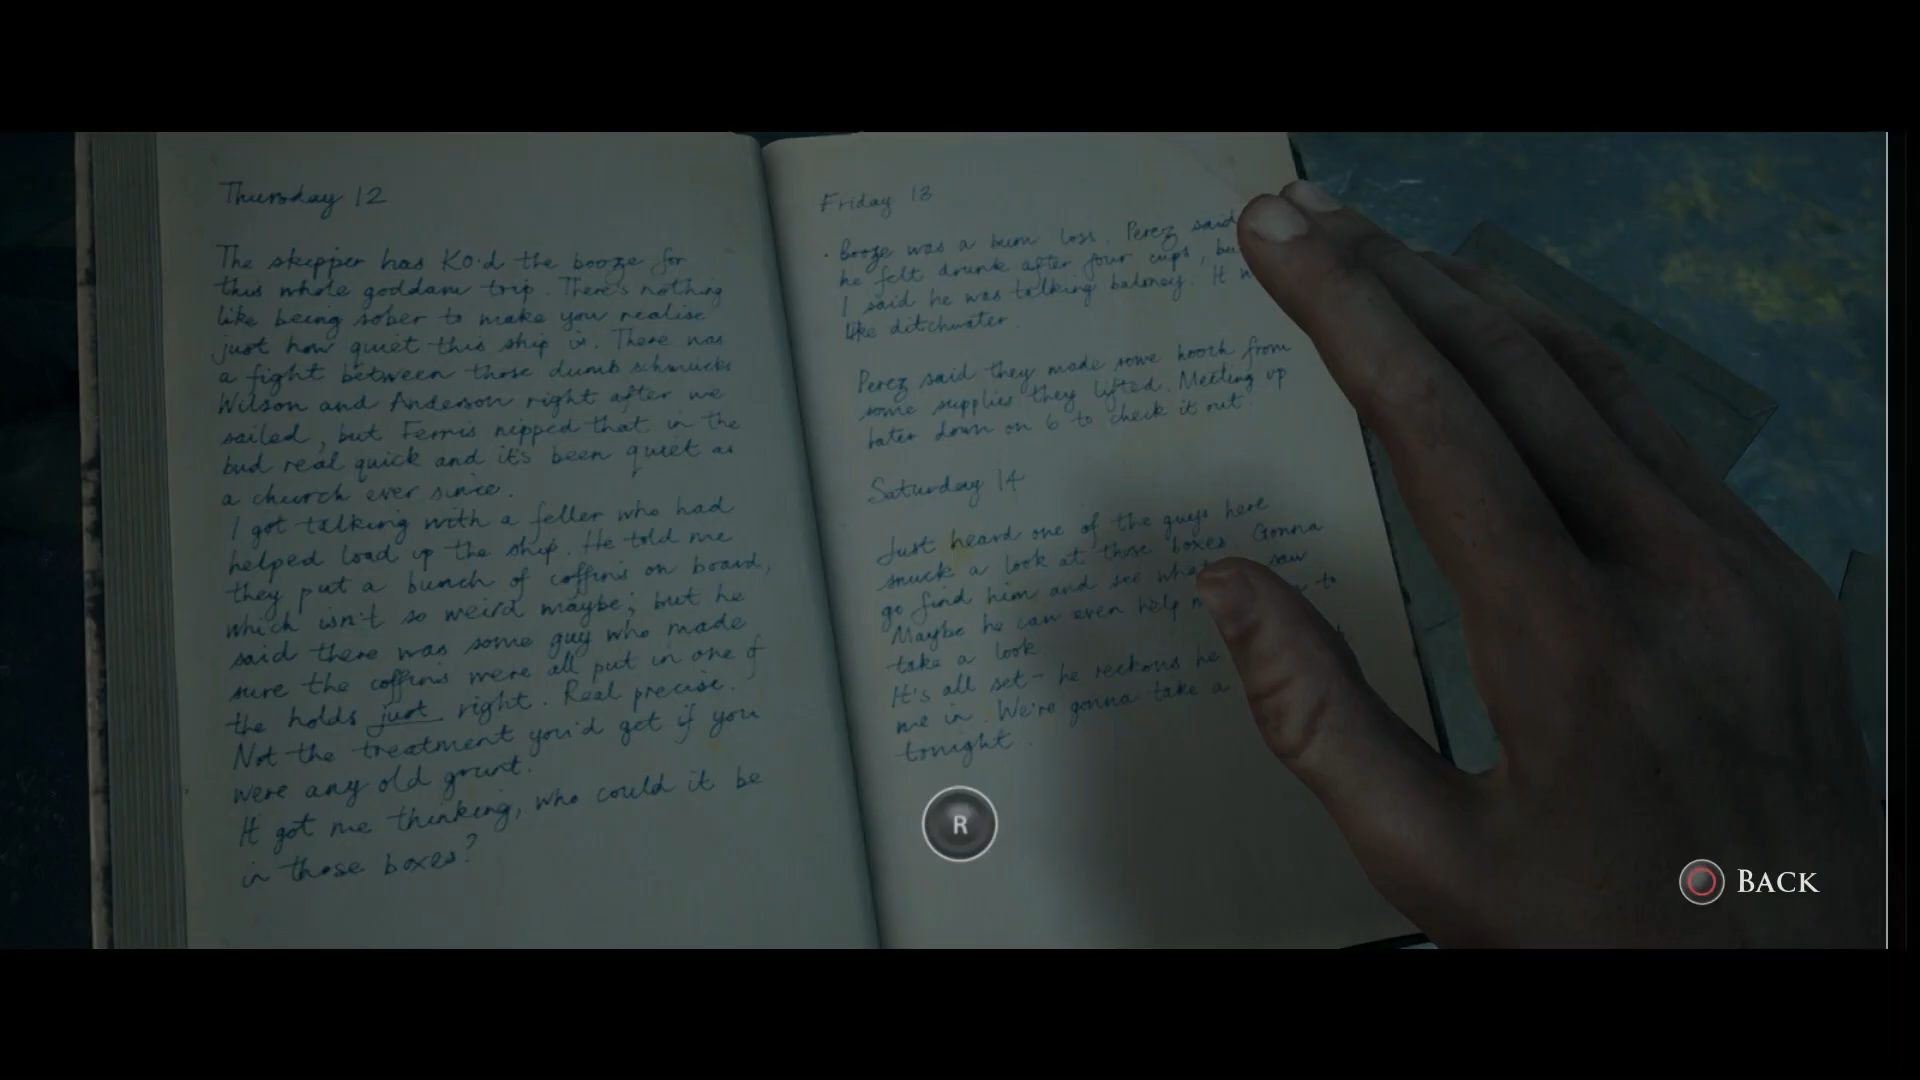 Thursday 12
The skipper has KO'd the booze for
this whole goddam trip. There's nothing
like being sober to make you realise
just how quiet this ship is. There was
a fight between those dumb schmucks
Wilson and Anderson right after we
sailed, but Ferris nipped that in the
bud real quick and it's been quiet as
a church ever since.
I got talking with a feller who had
helped load up the ship. He told me
they put a bunch of coffins on board,
which isn't so weird maybe; but he
said there was some guy who made
sure the coffins were all put in one of
the holds just right. Real precise.
Not the treatment you'd get if you
were any old grunt.
It got me thinking, who could it be
in those boxes?
Friday 13
Booze was a bum loss. Perez said
he felt drunk after four cups, but
I said he was talking baloney. It
like ditchwater.
Perez said they made some hooch from
some supplies they lifted. Meeting up
later down on 6 to check it out.
Saturday 14
Just heard one of the guys here
snuck a look at those boxes. Gonna
go find him and see what saw
Maybe he can even help to
take a look.
It's all set - he reckons he
me in. We're gonna take a
tonight.
R
BACK